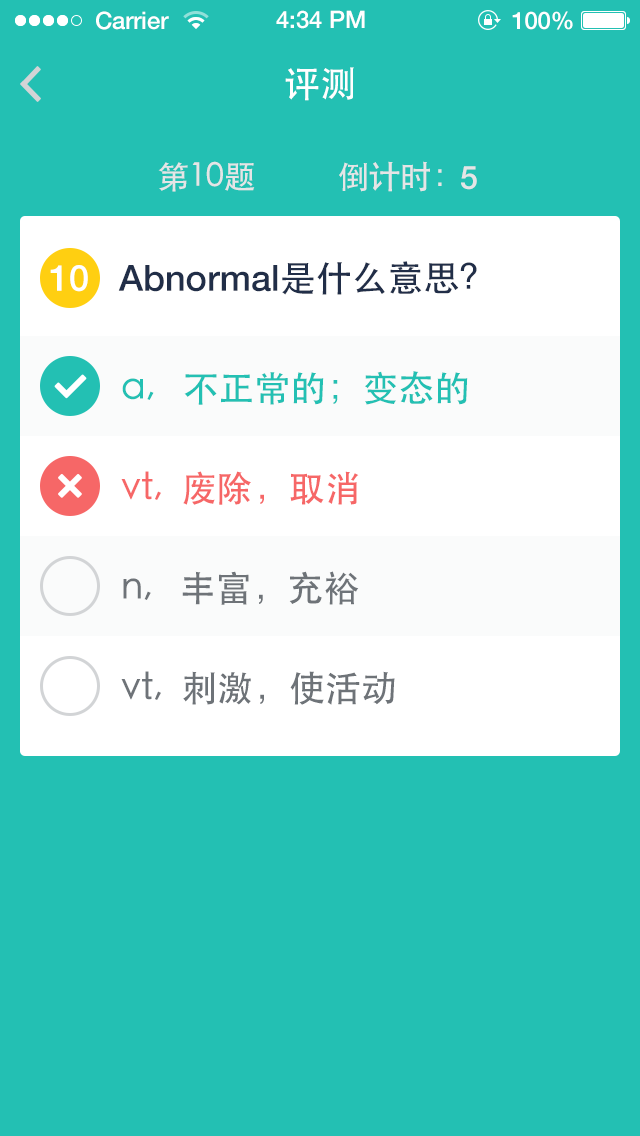 Carrier 4:34 PM 100%
评测
第10题 倒计时：5
10 Abnormal是什么意思？
a, 不正常的；变态的
vt, 废除，取消
n, 丰富，充裕
vt, 刺激，使活动